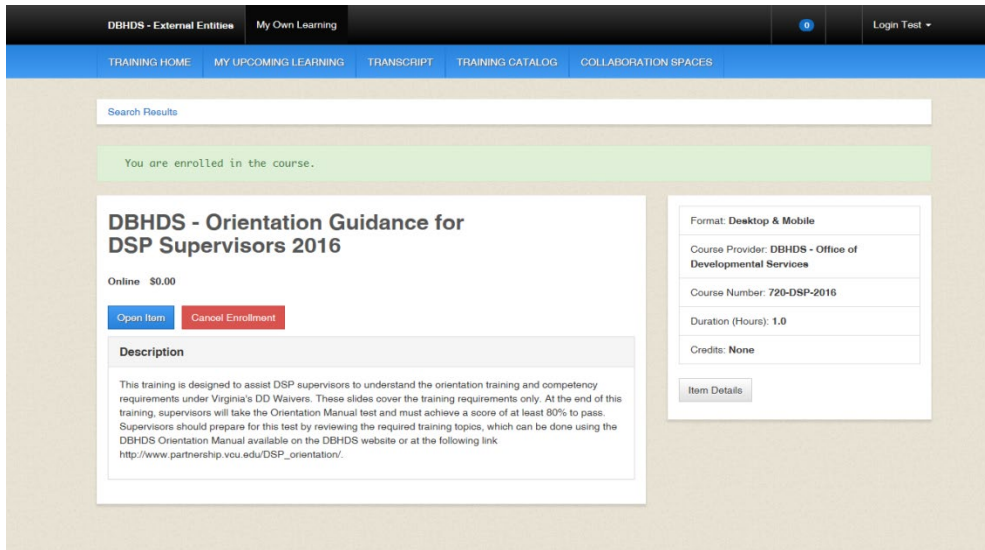 DBHDS - External Entities
My Own Learning
0
Login Test
TRAINING HOME
MY UPCOMING LEARNING
TRANSCRIPT
TRAINING CATALOG
COLLABORATION SPACES
Search Results
You are enrolled in the course.
DBHDS - Orientation Guidance for
DSP Supervisors 2016
Online $0.00
Open Item
Cancel Enrollment
Description
This training is designed to assist DSP supervisors to understand the orientation training and competency
requirements under Virginia's DD Waivers. These slides cover the training requirements only. At the end of this
training, supervisors will take the Orientation Manual test and must achieve a score of at least 80% to pass.
Supervisors should prepare for this test by reviewing the required training topics, which can be done using the
DBHDS Orientation Manual available on the DBHDS website or at the following link
http://www.partnership.vcu.edu/DSP_orientation/.
Format: Desktop & Mobile
Course Provider: DBHDS - Office of
Developmental Services
Course Number: 720-DSP-2016
Duration (Hours): 1.0
Credits: None
Item Details